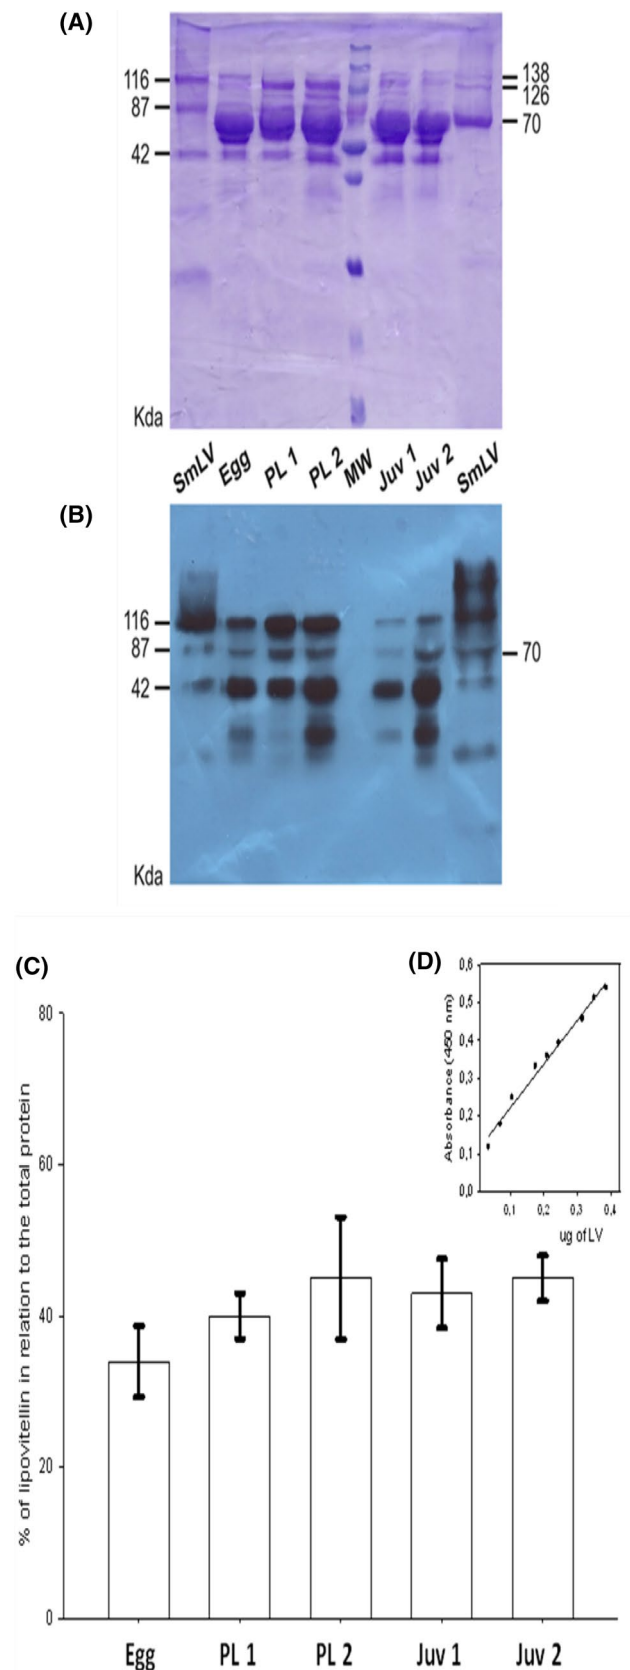 (A)
116
87
42
138
126
70
Kda
SmLV Egg PL 1 PL 2 MW Juv 1 Juv 2 SmLV
(B)
116
87
42
70
Kda
(C)
% of lipovitellin in relation to the total protein
80
60
40
20
0
Egg PL 1 PL 2 Juv 1 Juv 2
(D)
Absorbance (450 nm)
0,6
0,5
0,4
0,3
0,2
0,1
0,0
0,1 0,2 0,3 0,4
ug of LV